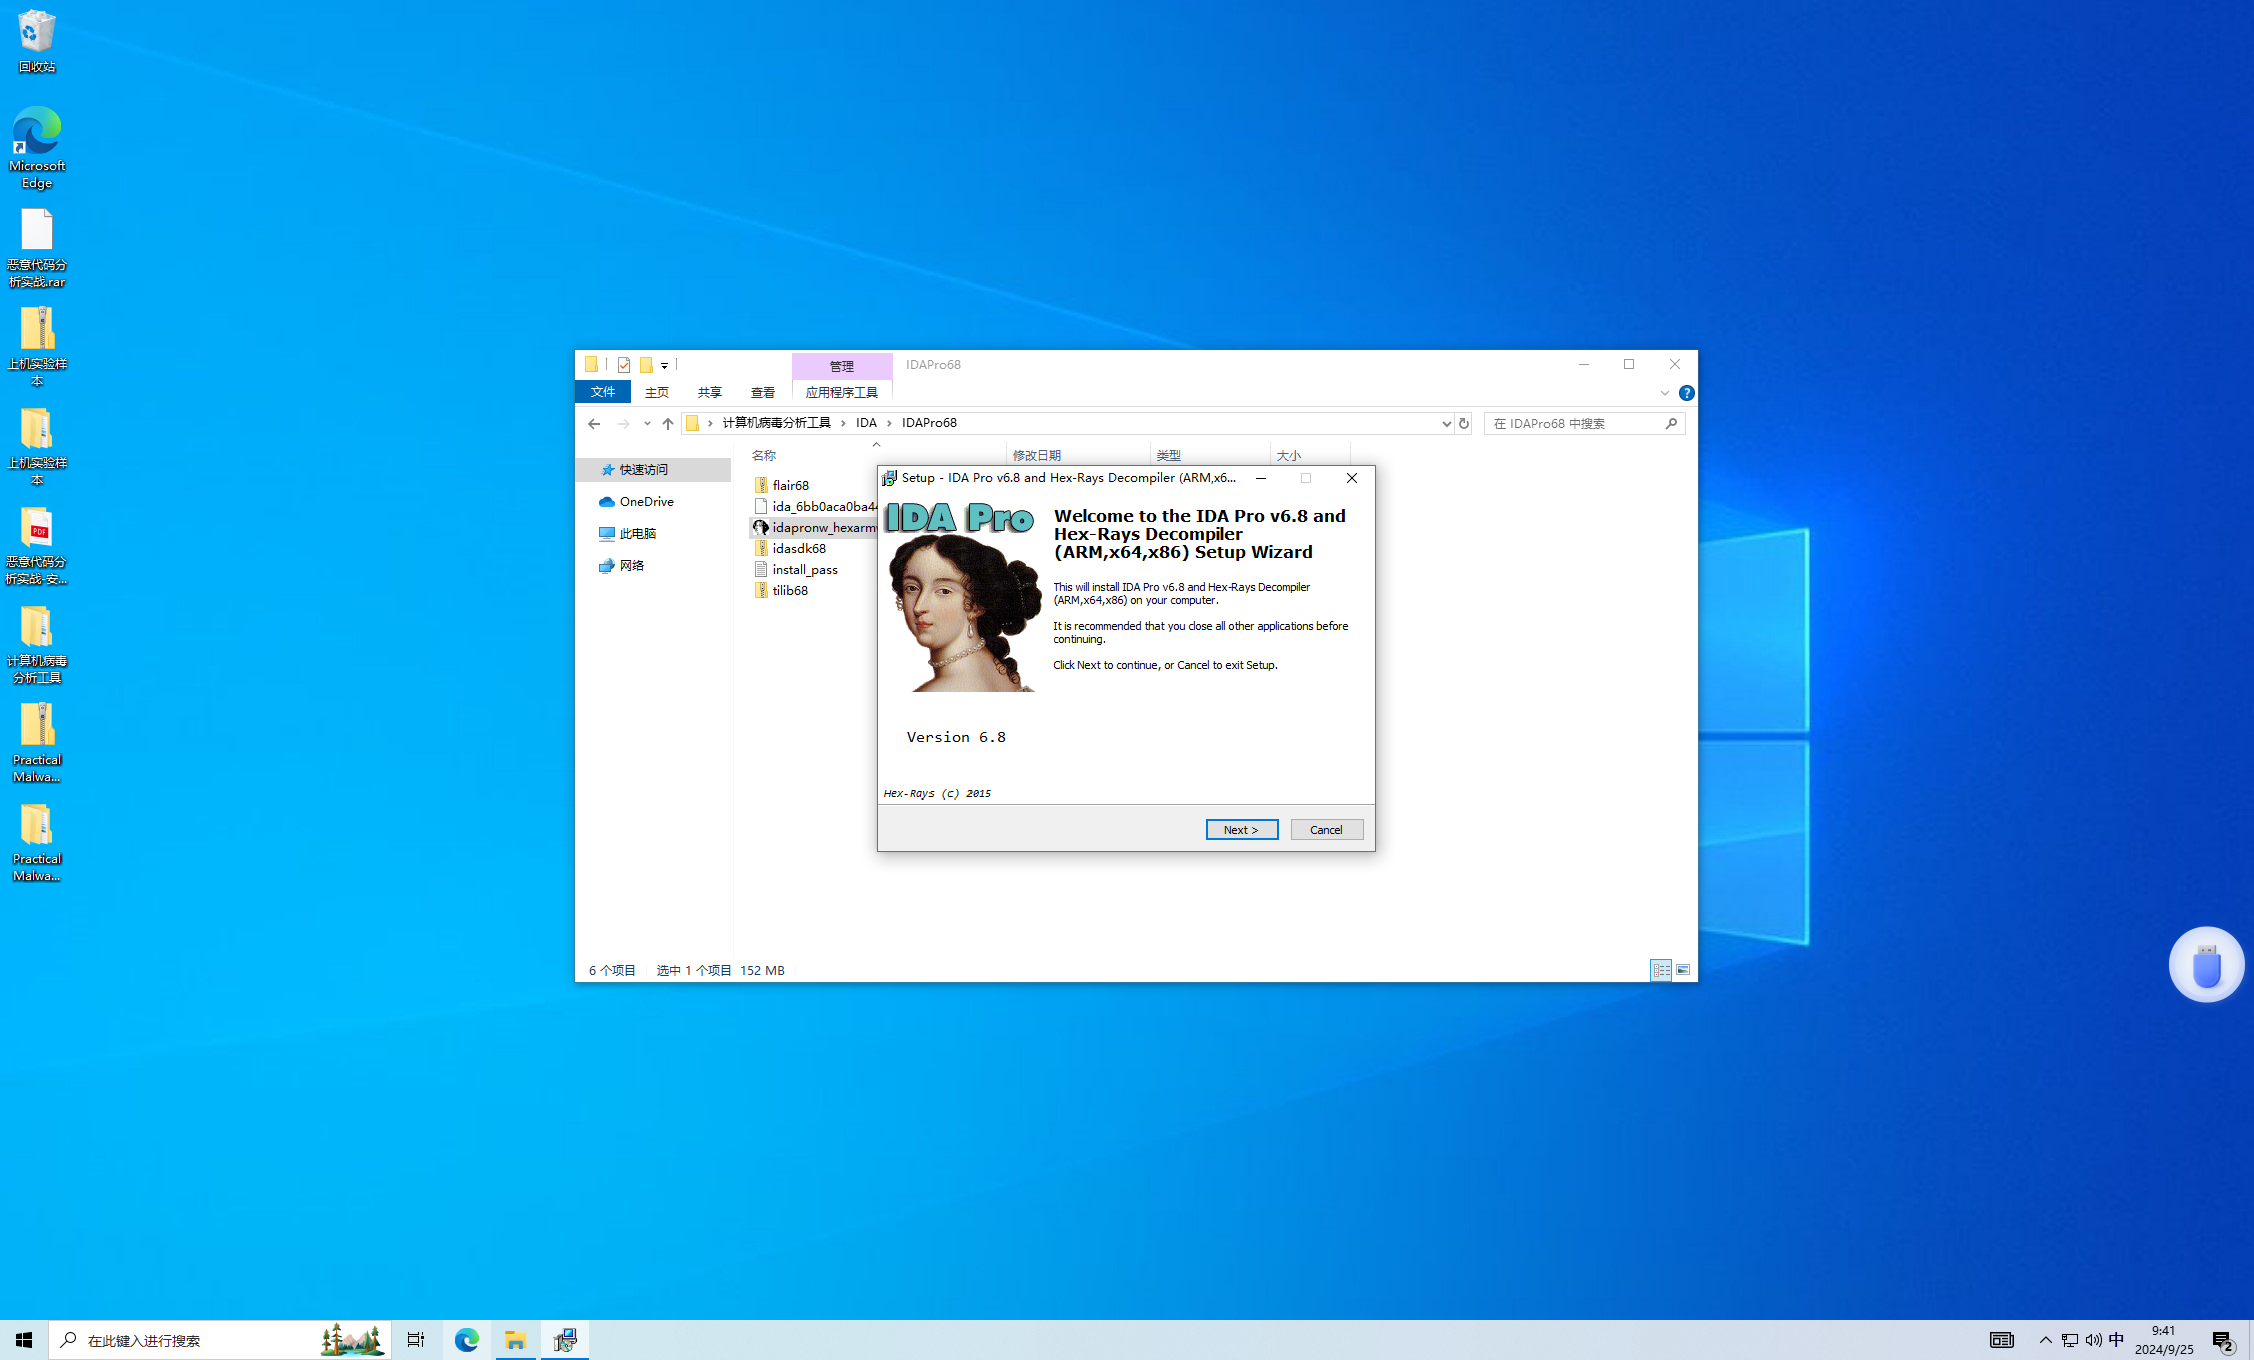 回收站
Microsoft
Edge
恶意代码分
析实战.rar
上机实验样
本
上机实验样
本
恶意代码分
析实战-安...
计算机病毒
分析工具
Practical
Malwa...
Practical
Malwa...
管理
IDAPro68
文件
主页
共享
查看
应用程序工具
计算机病毒分析工具 › IDA › IDAPro68
在 IDAPro68 中搜索
名称
修改日期
类型
大小
快速访问
OneDrive
此电脑
网络
flair68
ida_6bb0aca0ba44
idapronw_hexarm
idasdk68
install_pass
tilib68
Setup - IDA Pro v6.8 and Hex-Rays Decompiler (ARM,x6...
IDA Pro
Welcome to the IDA Pro v6.8 and
Hex-Rays Decompiler
(ARM,x64,x86) Setup Wizard
This will install IDA Pro v6.8 and Hex-Rays Decompiler
(ARM,x64,x86) on your computer.
It is recommended that you close all other applications before
continuing.
Click Next to continue, or Cancel to exit Setup.
Version 6.8
Hex-Rays (c) 2015
Next >
Cancel
6 个项目
选中 1 个项目 152 MB
在此键入进行搜索
中
9:41
2024/9/25
2